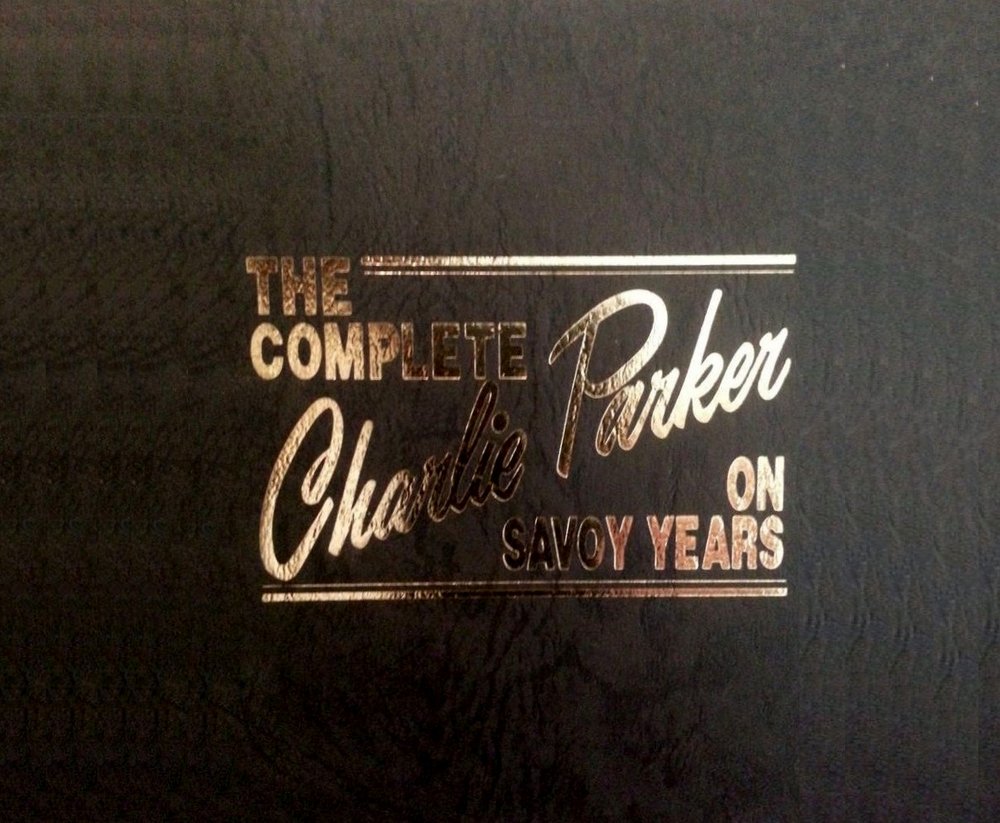 THE
COMPLETE
Charlie Parker
ON
SAVOY YEARS